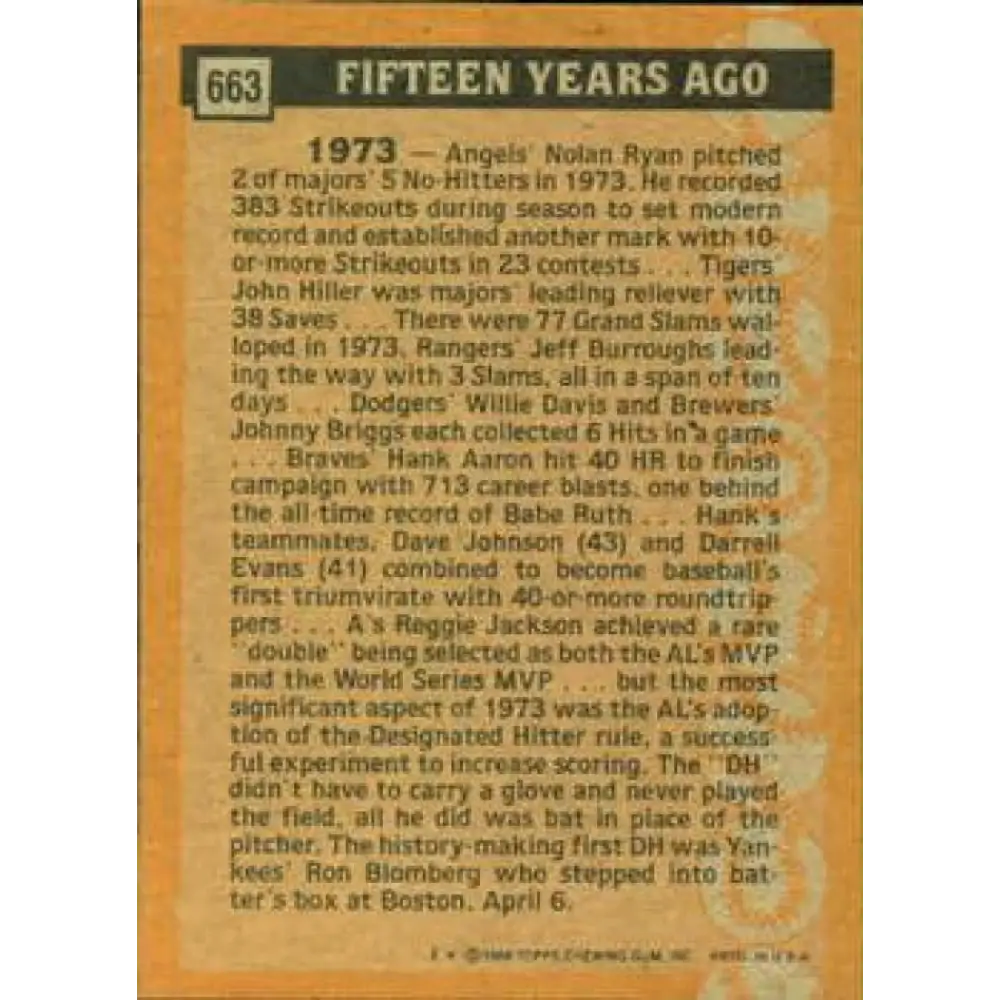 663
FIFTEEN YEARS AGO
1973 — Angels' Nolan Ryan pitched
2 of majors' 5 No-Hitters in 1973. He recorded
383 Strikeouts during season to set modern
record and established another mark with 10-
or-more Strikeouts in 23 contests . . . Tigers'
John Hiller was majors' leading reliever with
38 Saves . . . There were 77 Grand Slams wal-
loped in 1973, Rangers' Jeff Burroughs lead-
ing the way with 3 Slams, all in a span of ten
days . . . Dodgers' Willie Davis and Brewers'
Johnny Briggs each collected 6 Hits in a game
. . . Braves' Hank Aaron hit 40 HR to finish
campaign with 713 career blasts, one behind
the all-time record of Babe Ruth . . . Hank's
teammates, Dave Johnson (43) and Darrell
Evans (41) combined to become baseball's
first triumvirate with 40-or-more roundtrip-
pers . . . A's Reggie Jackson achieved a rare
"double" being selected as both the AL's MVP
and the World Series MVP . . . but the most
significant aspect of 1973 was the AL's adop-
tion of the Designated Hitter rule, a success-
ful experiment to increase scoring. The "DH"
didn't have to carry a glove and never played
the field, all he did was bat in place of the
pitcher. The history-making first DH was Yan-
kees' Ron Blomberg who stepped into bat-
ter's box at Boston, April 6.
TOPPS CHEWING GUM, INC. PRTD. IN U.S.A.